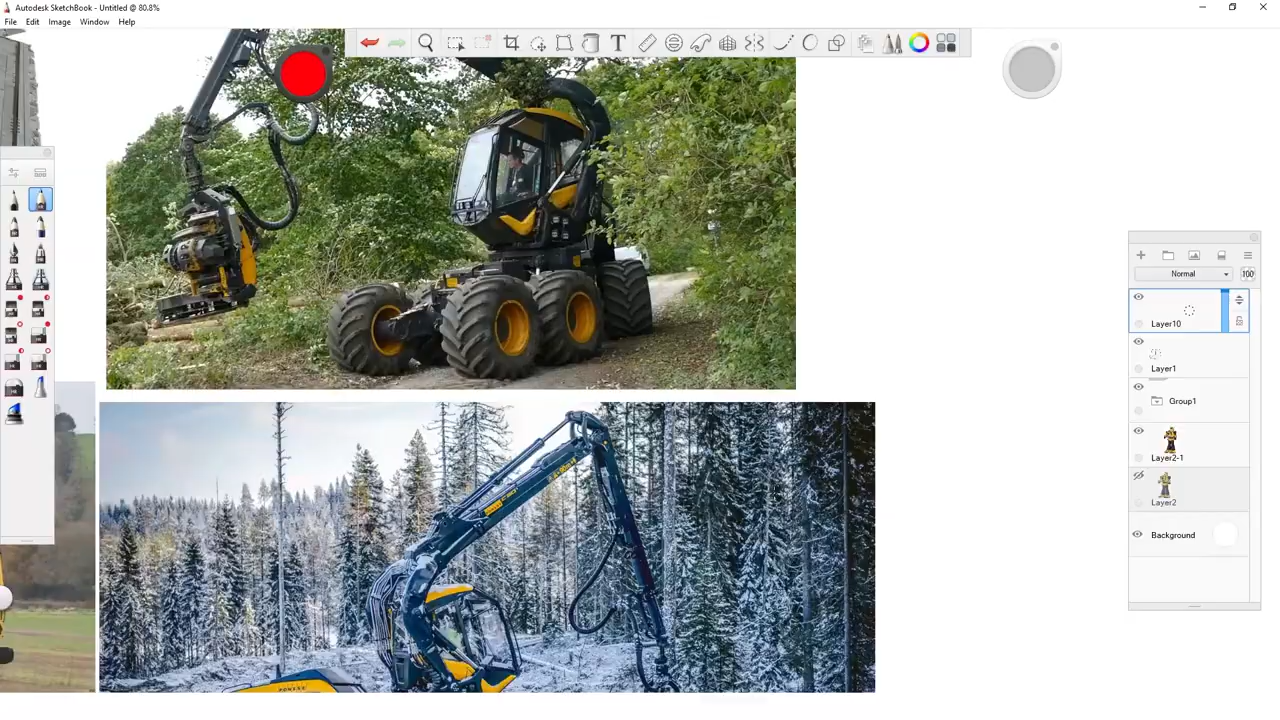 Autodesk SketchBook - Untitled @ 80.8%
File Edit Image Window Help
Normal 100
Layer10
Layer1
Group1
Layer2-1
Layer2
Background
PONSSE